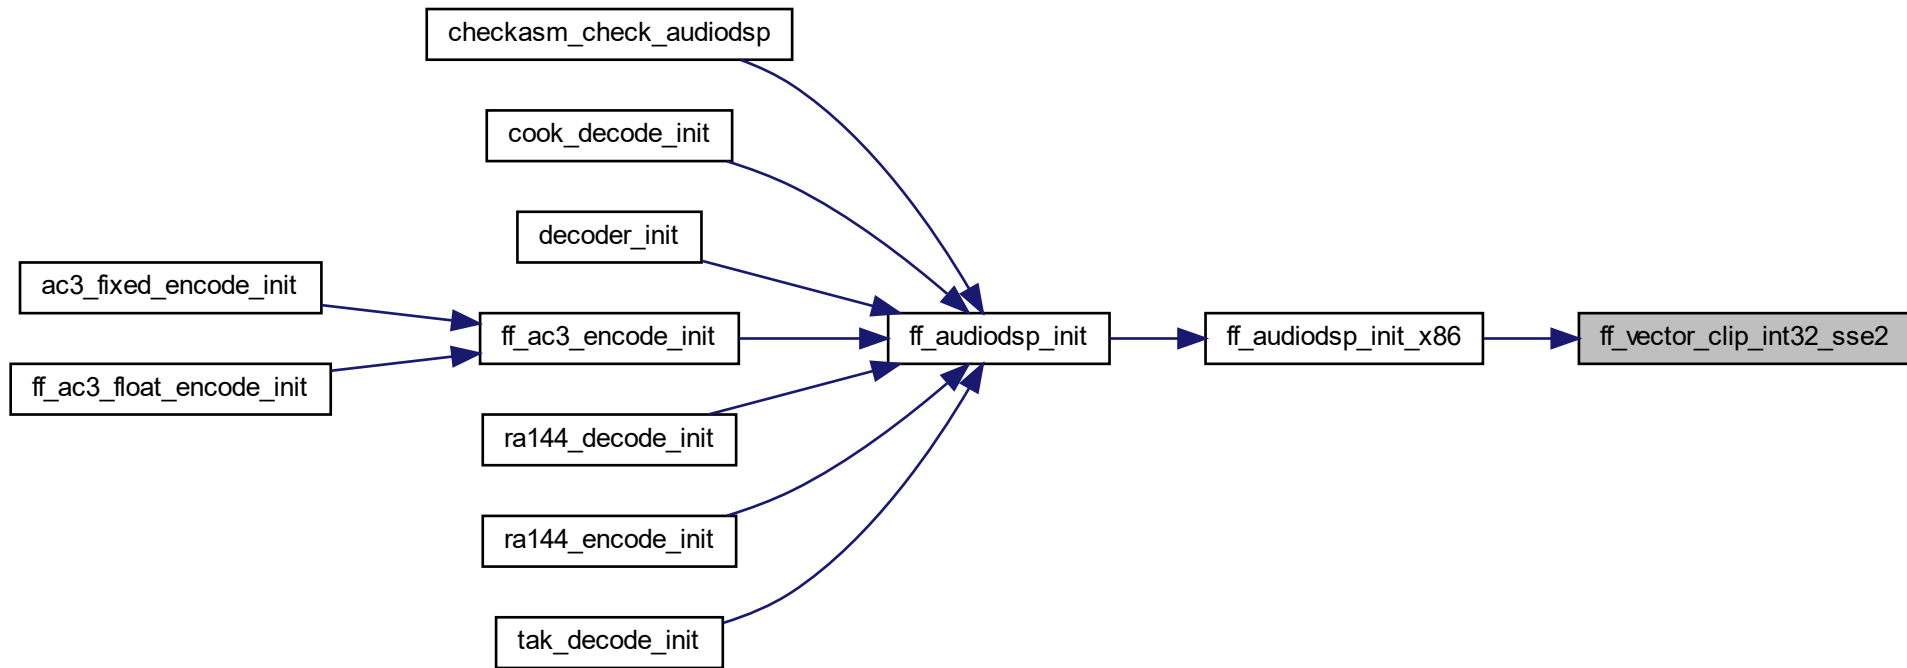 checkasm_check_audiodsp
cook_decode_init
decoder_init
ac3_fixed_encode_init
ff_ac3_encode_init
ff_audiodsp_init
ff_audiodsp_init_x86
ff_vector_clip_int32_sse2
ff_ac3_float_encode_init
ra144_decode_init
ra144_encode_init
tak_decode_init